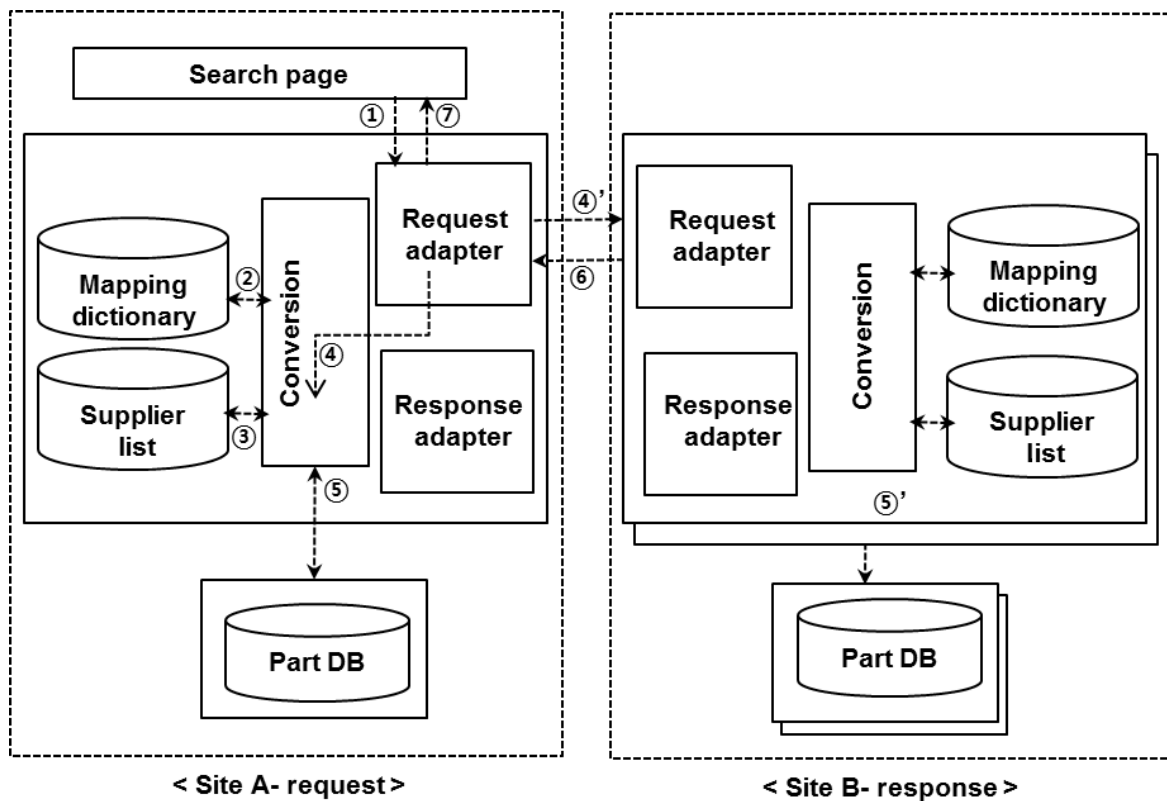 Search page
①
⑦
Request
adapter
④’
⑥
Mapping
dictionary
②
Conversion
④
Supplier
list
③
Response
adapter
⑤
Part DB
< Site A- request >
Request
adapter
Conversion
Mapping
dictionary
Response
adapter
Supplier
list
⑤’
Part DB
< Site B- response >